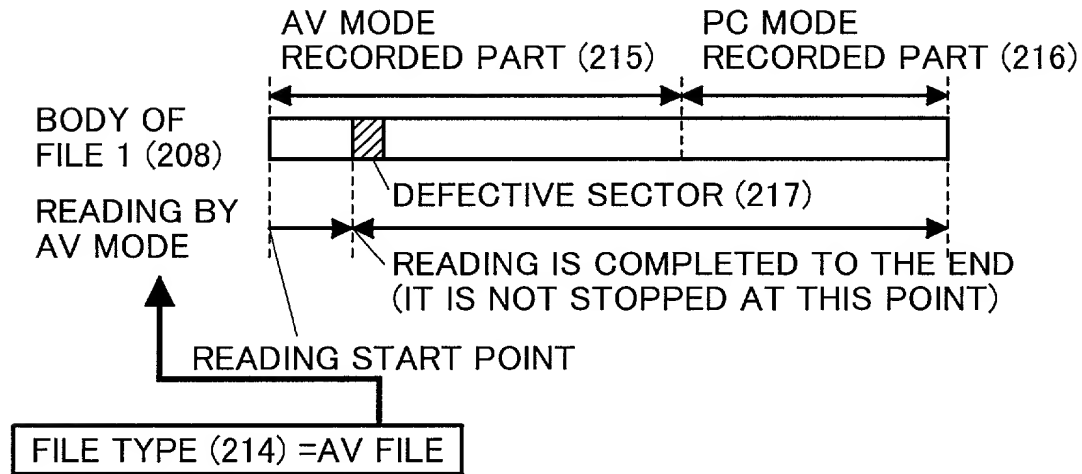 AV MODE
RECORDED PART (215)
PC MODE
RECORDED PART (216)
BODY OF
FILE 1 (208)
DEFECTIVE SECTOR (217)
READING BY
AV MODE
READING IS COMPLETED TO THE END
(IT IS NOT STOPPED AT THIS POINT)
READING START POINT
FILE TYPE (214) =AV FILE